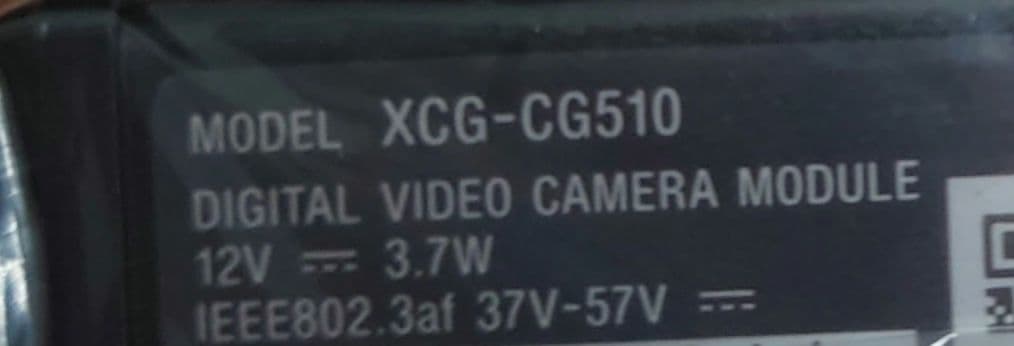 MODEL XCG-CG510
DIGITAL VIDEO CAMERA MODULE
12V ⎓ 3.7W
IEEE802.3af 37V-57V ⎓